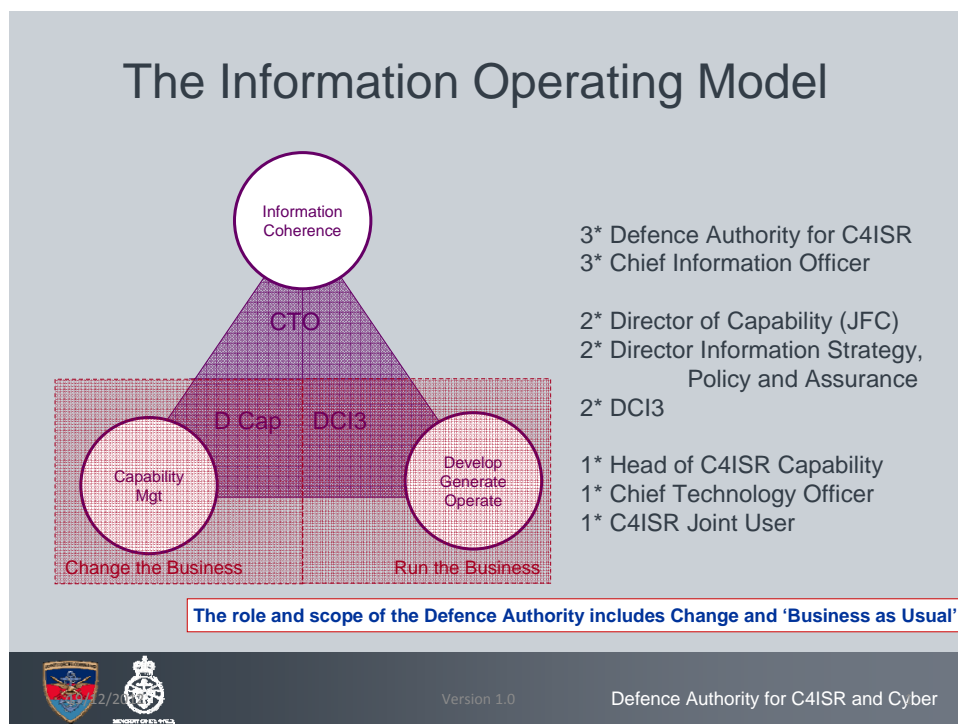 The Information Operating Model
Information
Coherence
CTO
D Cap
DCI3
Capability
Mgt
Develop
Generate
Operate
Change the Business
Run the Business
3* Defence Authority for C4ISR
3* Chief Information Officer
2* Director of Capability (JFC)
2* Director Information Strategy,
Policy and Assurance
2* DCI3
1* Head of C4ISR Capability
1* Chief Technology Officer
1* C4ISR Joint User
The role and scope of the Defence Authority includes Change and ‘Business as Usual’
Version 1.0
Defence Authority for C4ISR and Cyber